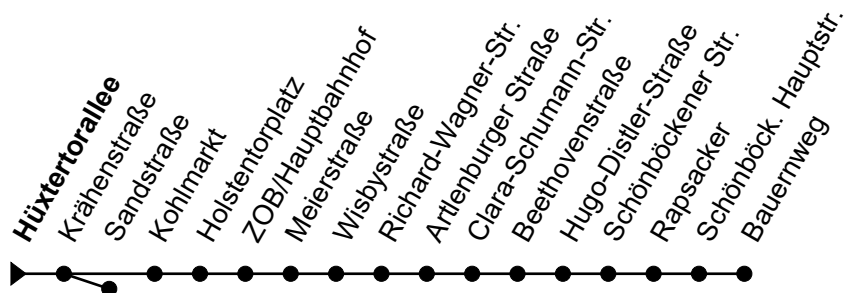 Hüxtertorallee
Krähenstraße
Sandstraße
Kohlmarkt
Holstentorplatz
ZOB/Hauptbahnhof
Meierstraße
Wisbystraße
Richard-Wagner-Str.
Artlenburger Straße
Clara-Schumann-Str.
Beethovenstraße
Hugo-Distler-Straße
Schönböckener Str.
Rapsacker
Schönböck. Hauptstr.
Bauernweg